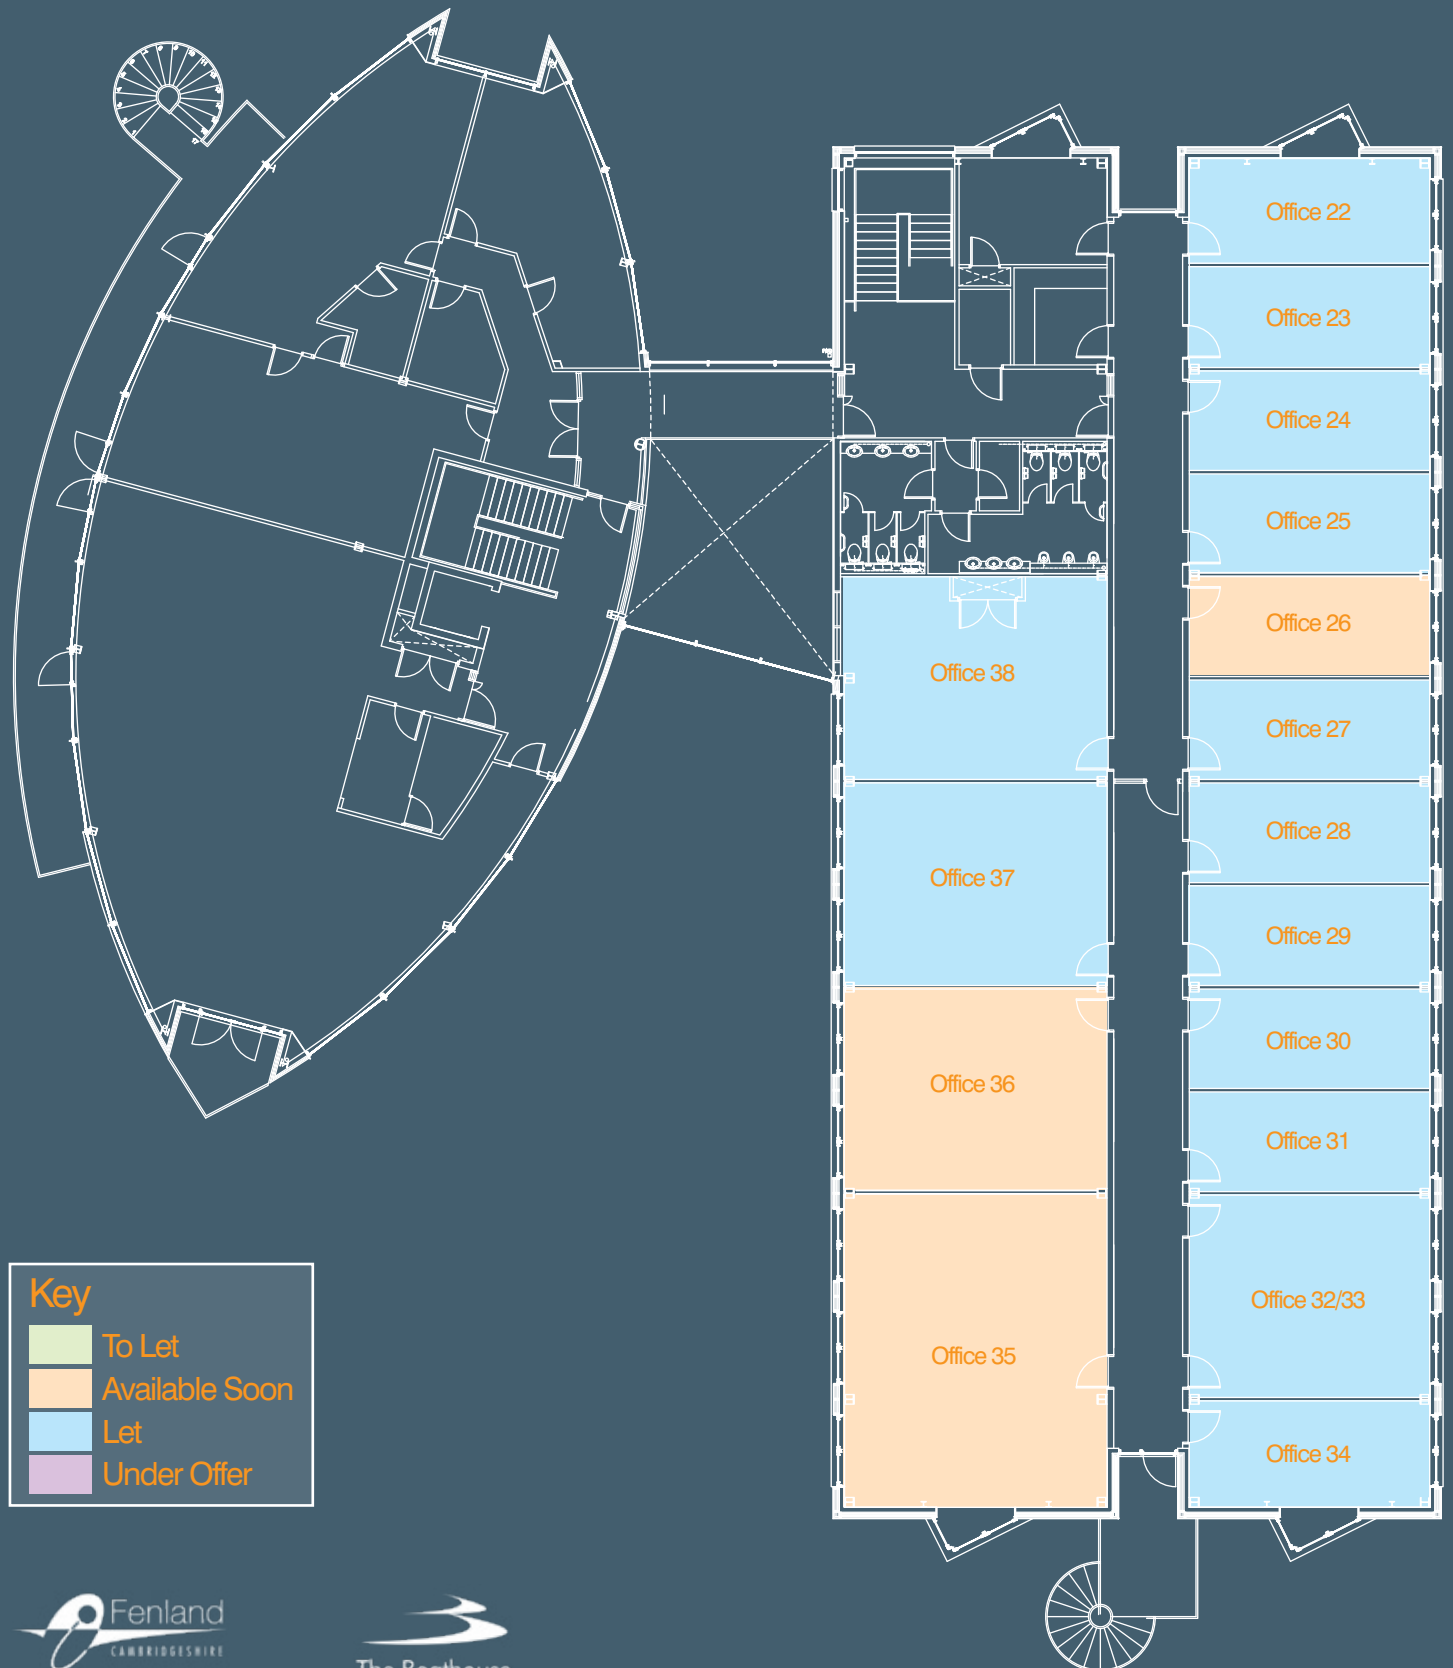 Office 22
Office 23
Office 24
Office 25
Office 26
Office 38
Office 27
Office 28
Office 37
Office 29
Office 30
Office 36
Office 31
Office 32/33
Office 35
Office 34
Key
To Let
Available Soon
Let
Under Offer
Fenland
CAMBRIDGESHIRE
The Boathouse